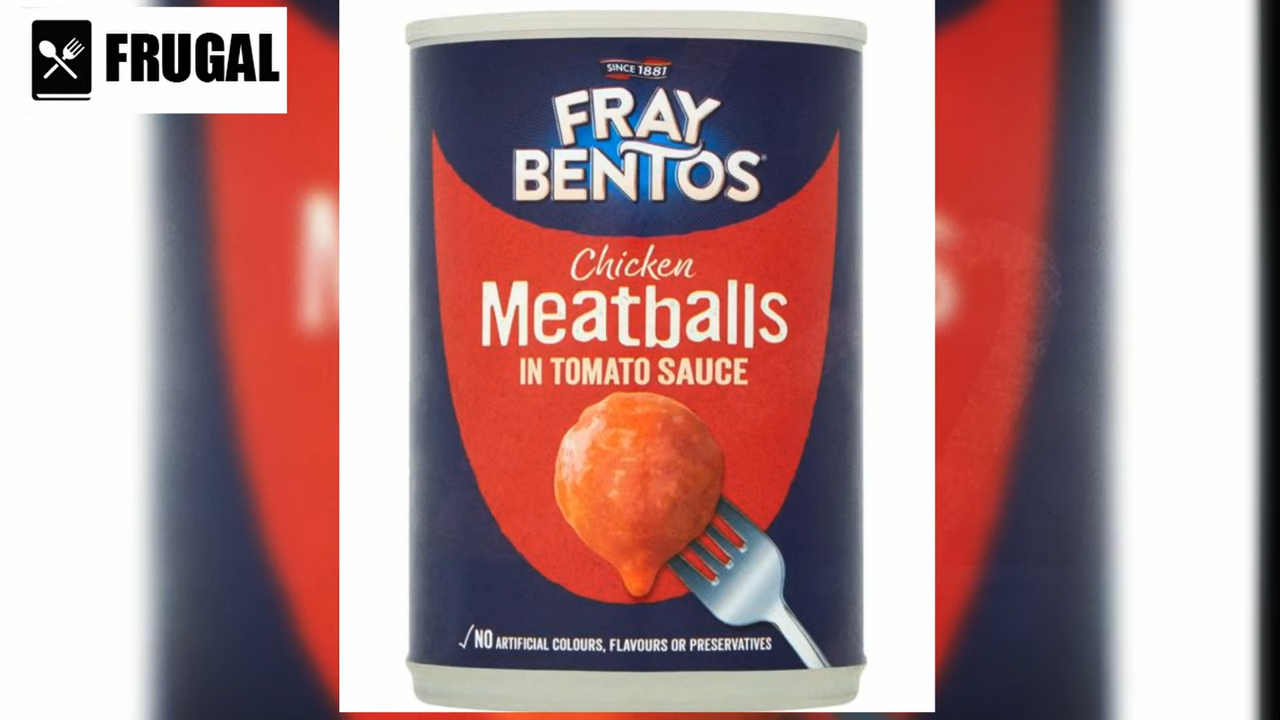 FRUGAL
SINCE 1881
FRAY
BENTOS
Chicken
Meatballs
IN TOMATO SAUCE
✓NO ARTIFICIAL COLOURS, FLAVOURS OR PRESERVATIVES